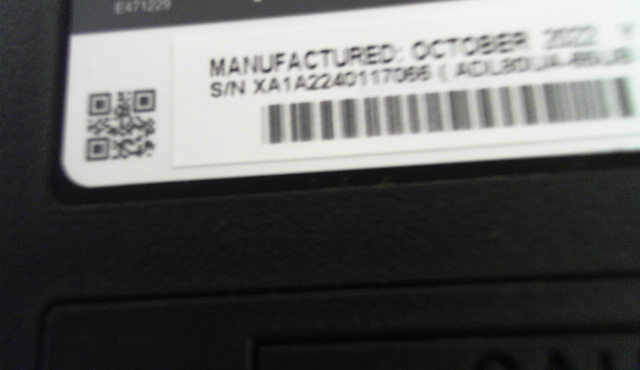 E471229
MANUFACTURED: OCTOBER 2022
S/N XA1A2240117066 (